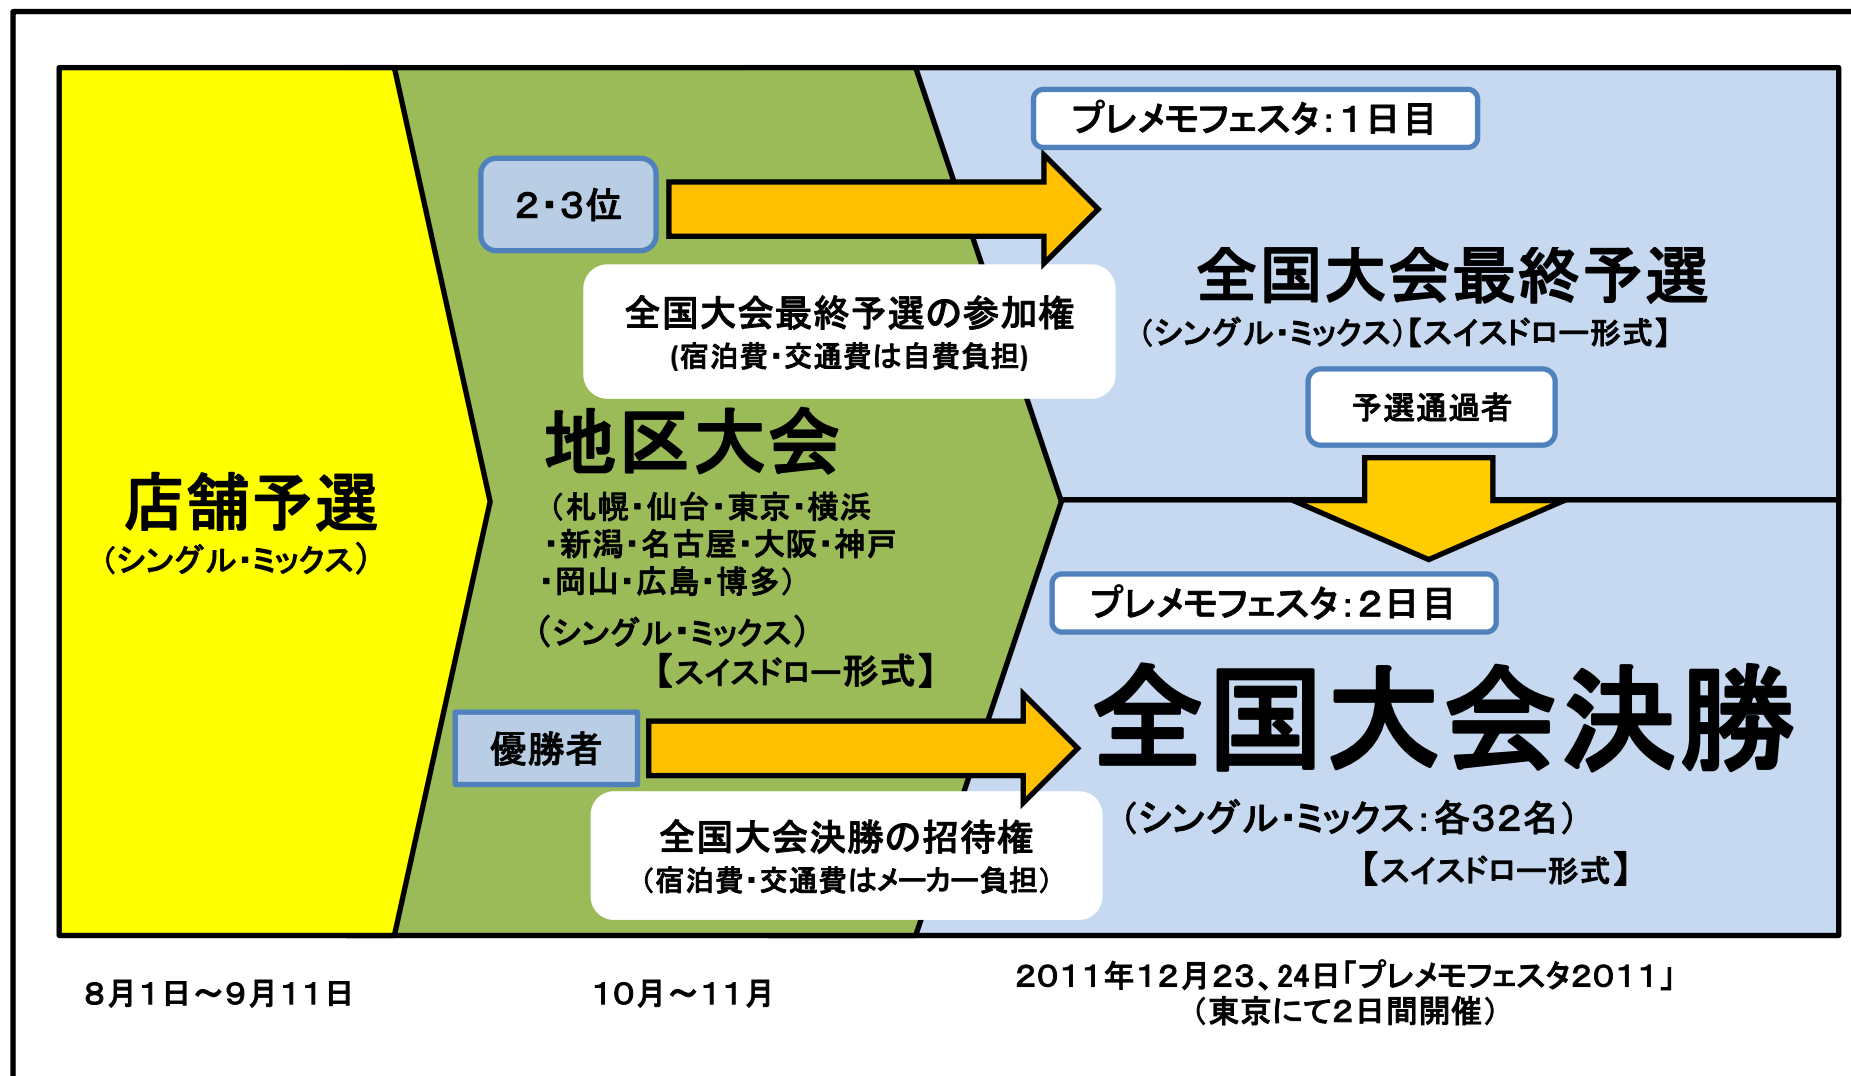 店舗予選
（シングル・ミックス）
8月1日～9月11日
2・3位
全国大会最終予選の参加権
(宿泊費・交通費は自費負担)
地区大会
（札幌・仙台・東京・横浜
・新潟・名古屋・大阪・神戸
・岡山・広島・博多）
（シングル・ミックス）
【スイスドロー形式】
優勝者
全国大会決勝の招待権
（宿泊費・交通費はメーカー負担）
10月～11月
プレメモフェスタ：1日目
全国大会最終予選
（シングル・ミックス）【スイスドロー形式】
予選通過者
プレメモフェスタ：2日目
全国大会決勝
（シングル・ミックス：各32名）
【スイスドロー形式】
2011年12月23、24日「プレメモフェスタ2011」
（東京にて2日間開催）